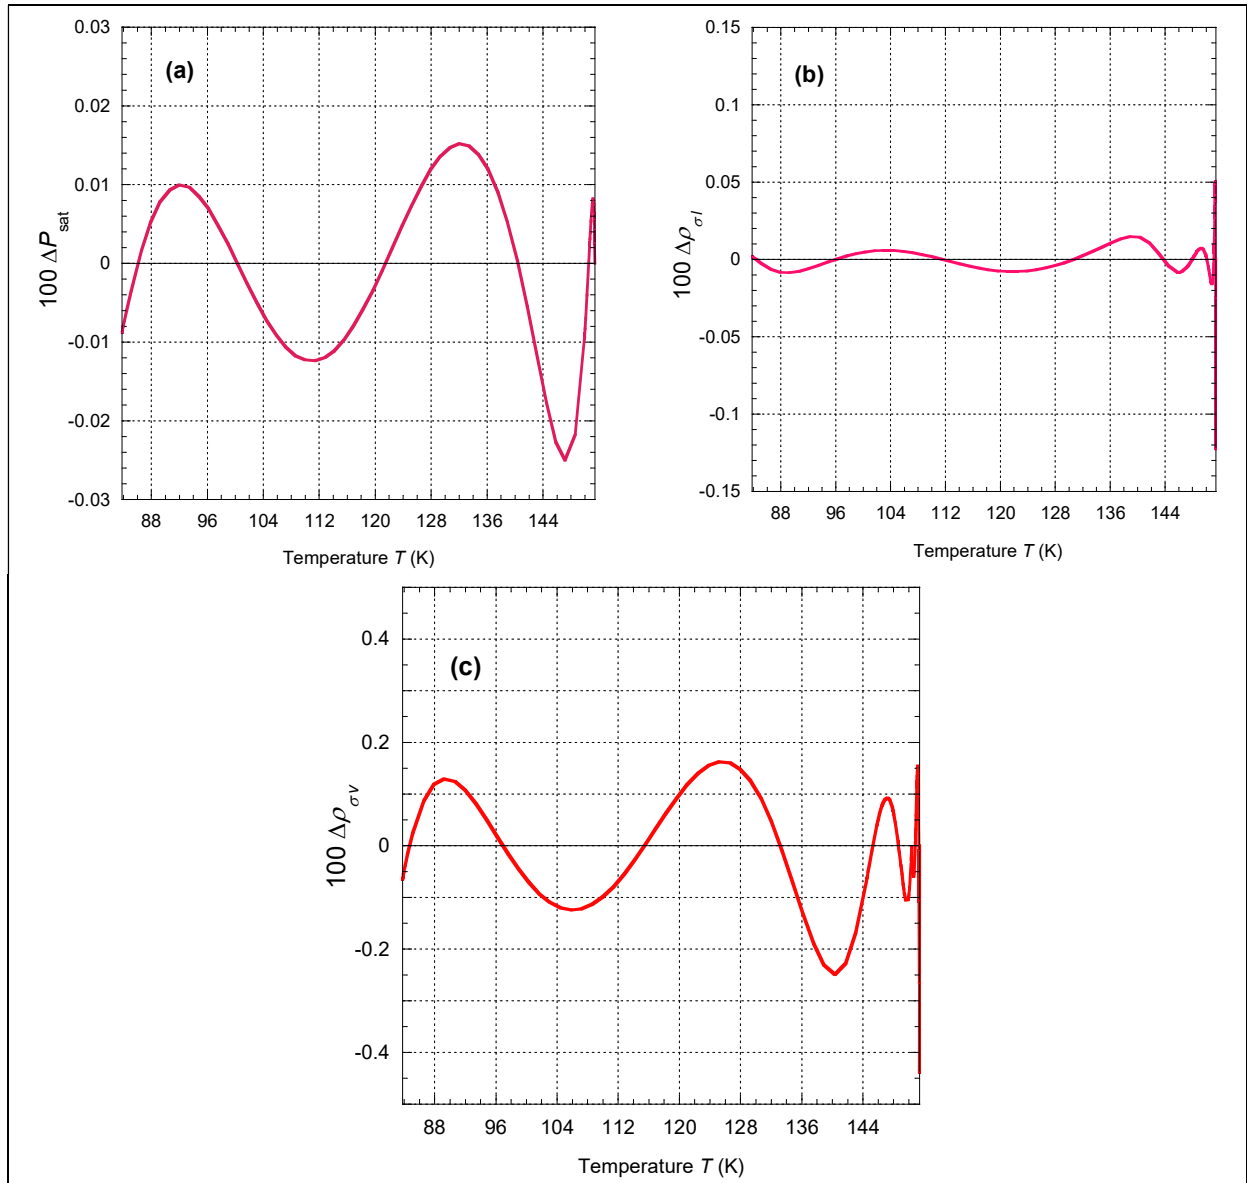 (a)
100 ΔP_sat
0.03
0.02
0.01
0
-0.01
-0.02
-0.03
88 96 104 112 120 128 136 144
Temperature T (K)
(b)
100 Δρ_σl
0.15
0.1
0.05
0
-0.05
-0.1
-0.15
88 96 104 112 120 128 136 144
Temperature T (K)
(c)
100 Δρ_σv
0.4
0.2
0
-0.2
-0.4
88 96 104 112 120 128 136 144
Temperature T (K)